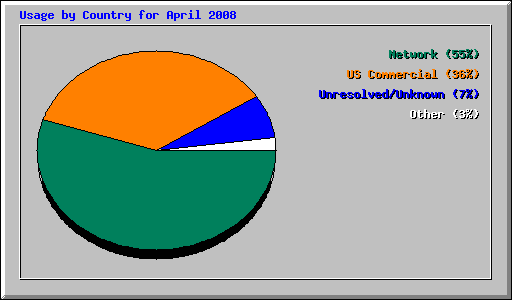 Usage by Country for April 2008
Network (55%)
US Commercial (36%)
Unresolved/Unknown (7%)
Other (3%)